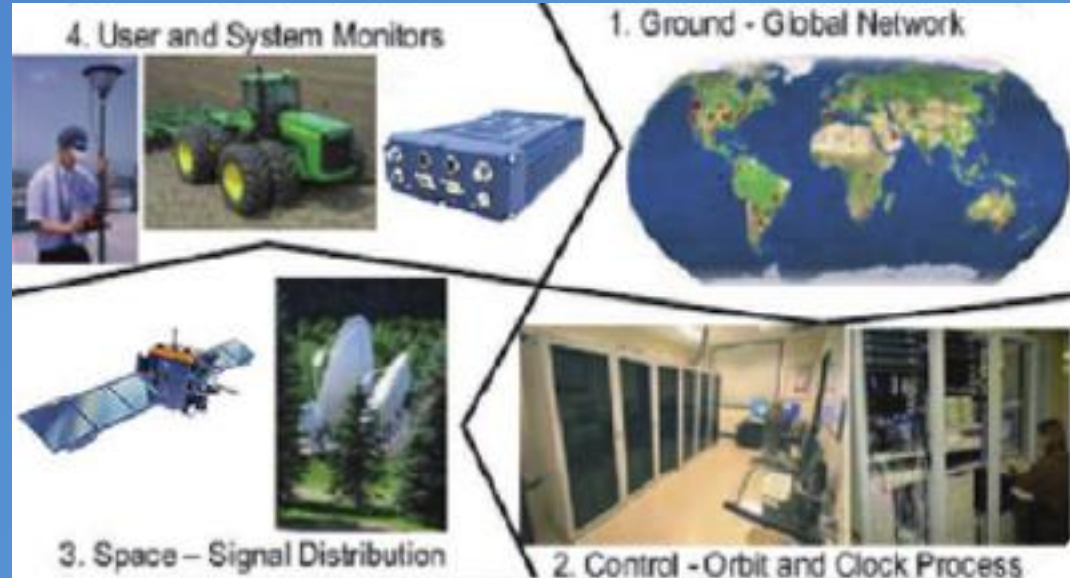 4. User and System Monitors
1. Ground - Global Network
3. Space – Signal Distribution
2. Control - Orbit and Clock Process